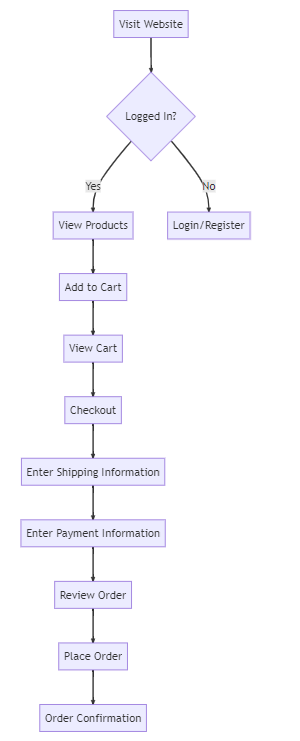 Visit Website
Logged In?
Yes
No
View Products
Login/Register
Add to Cart
View Cart
Checkout
Enter Shipping Information
Enter Payment Information
Review Order
Place Order
Order Confirmation